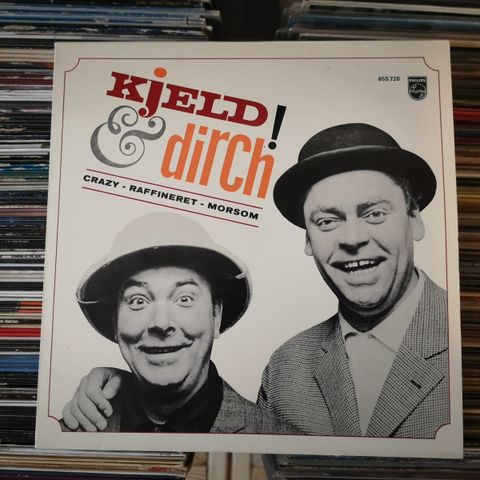 KJELD
& dirch!
CRAZY - RAFFINERET - MORSOM
655 726
PHILIPS